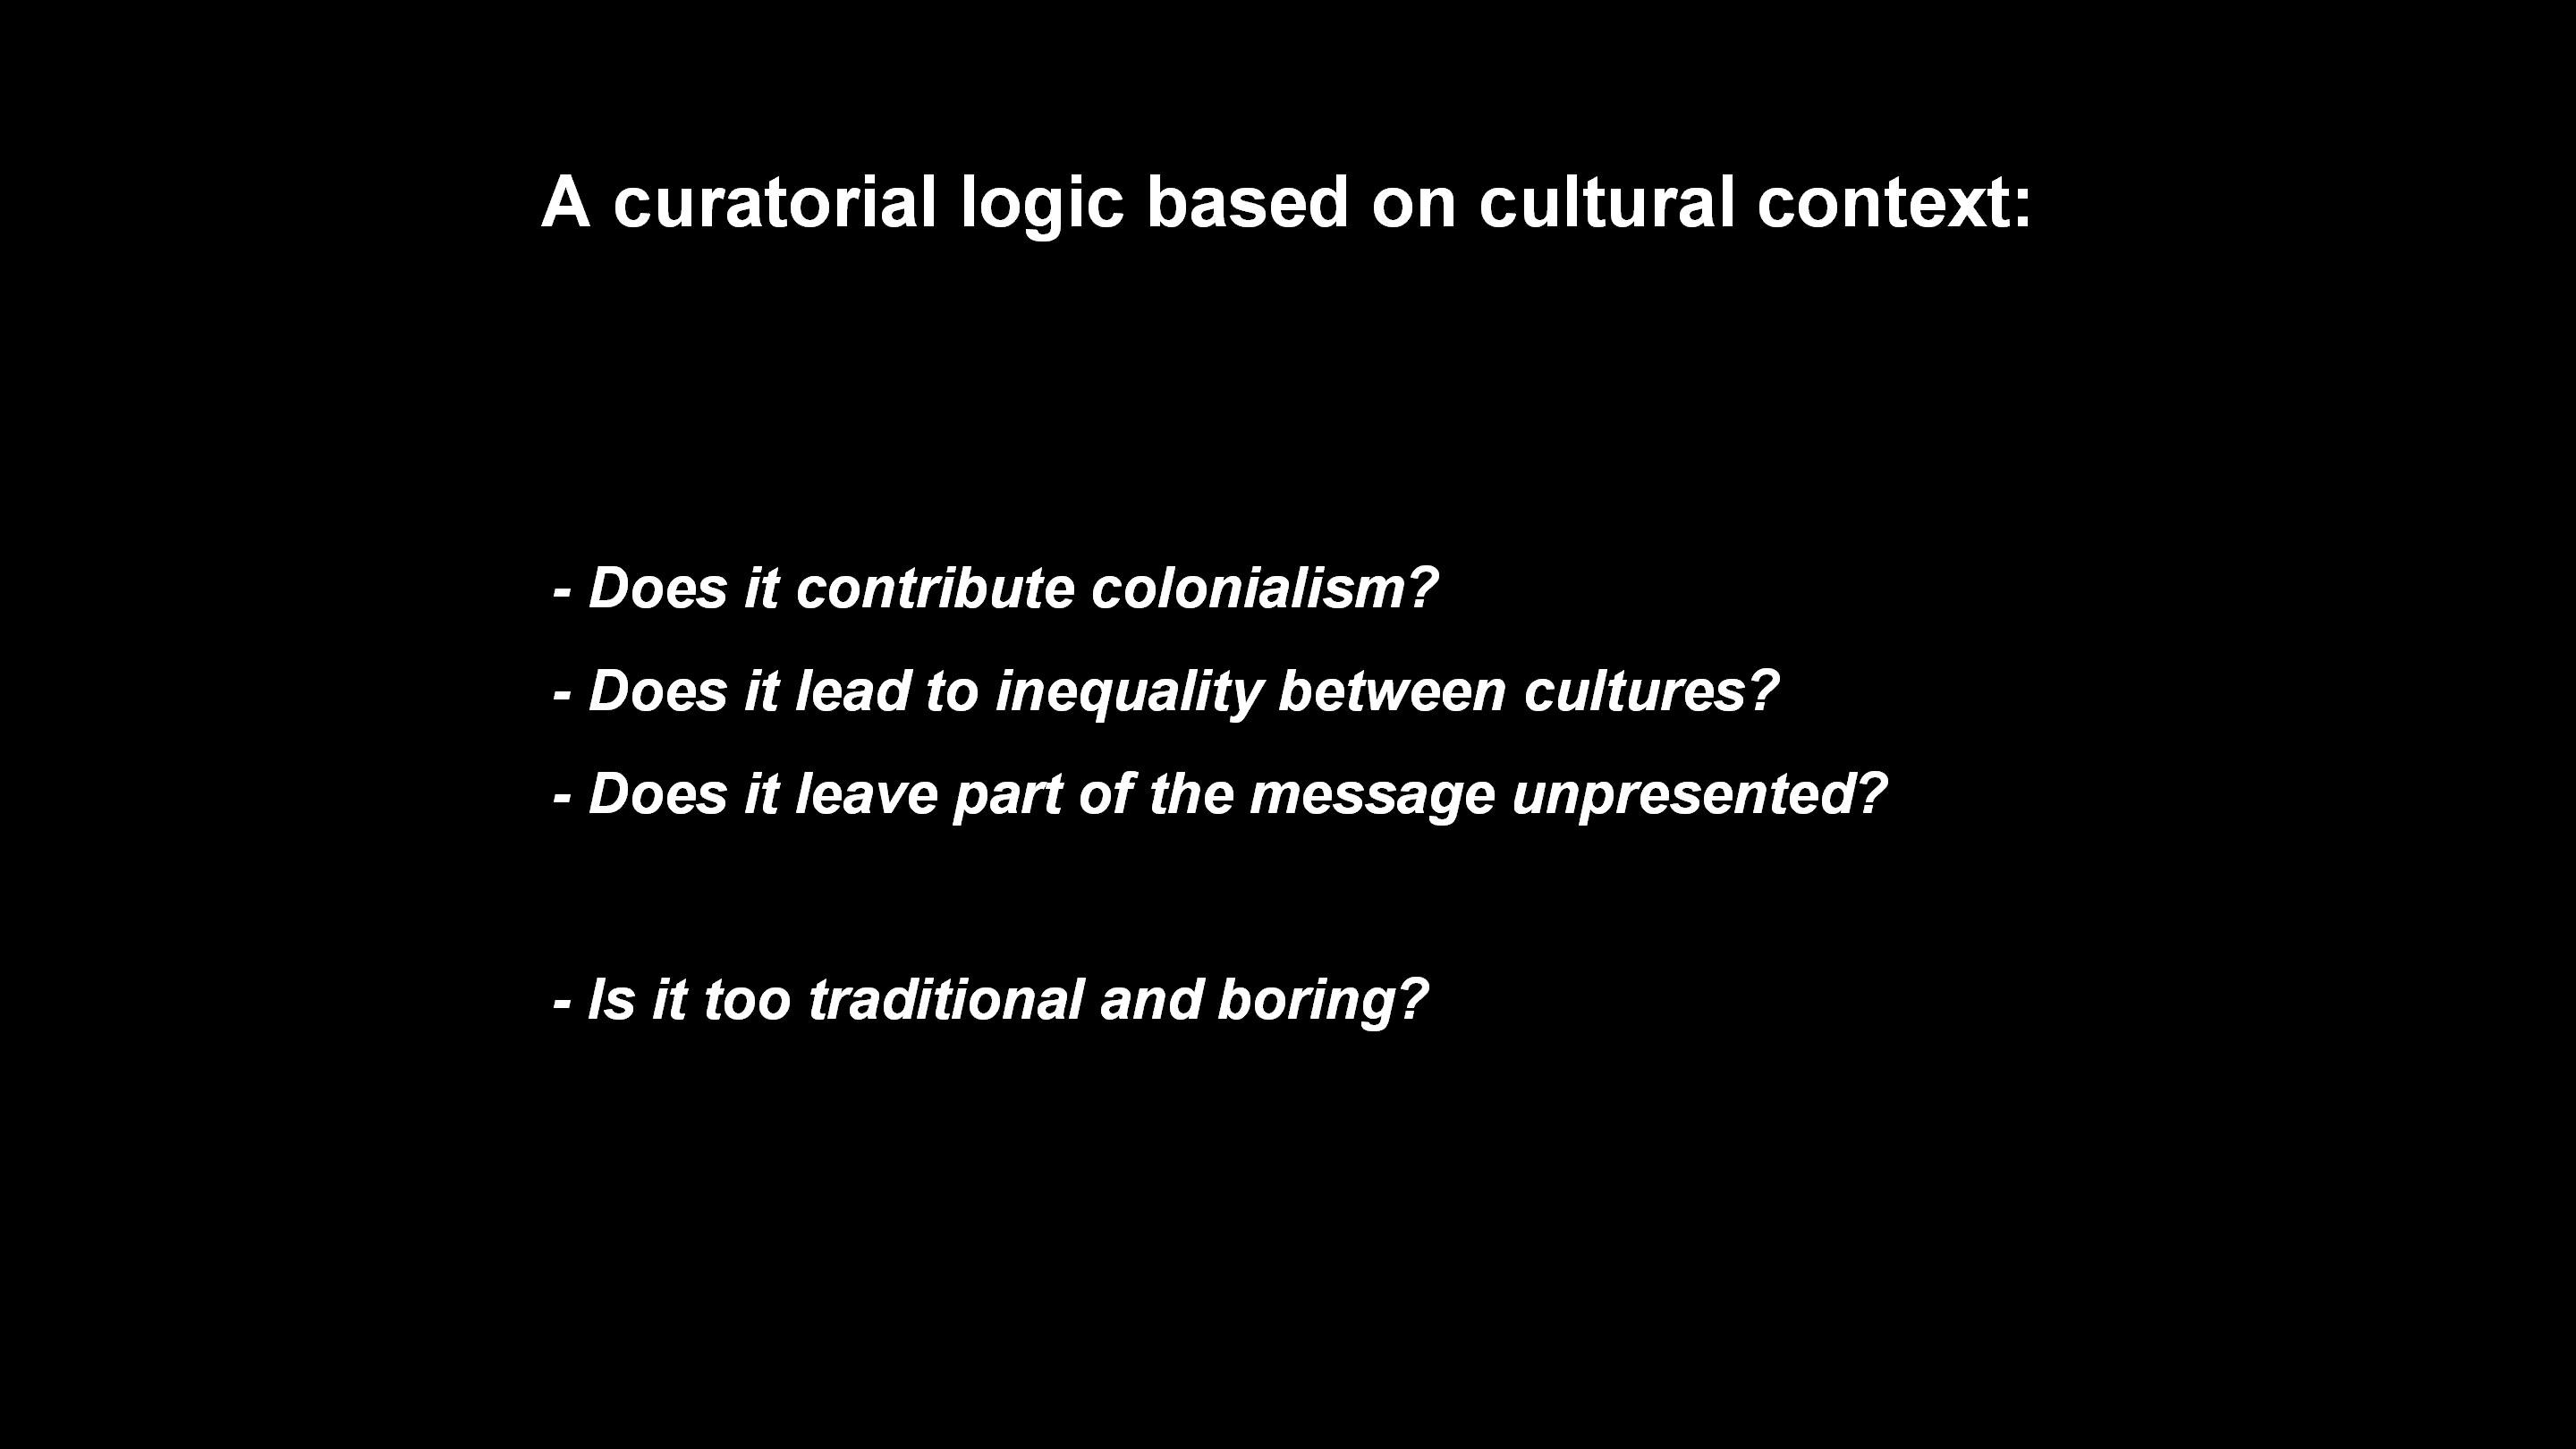 A curatorial logic based on cultural context:
- Does it contribute colonialism?
- Does it lead to inequality between cultures?
- Does it leave part of the message unpresented?
- Is it too traditional and boring?